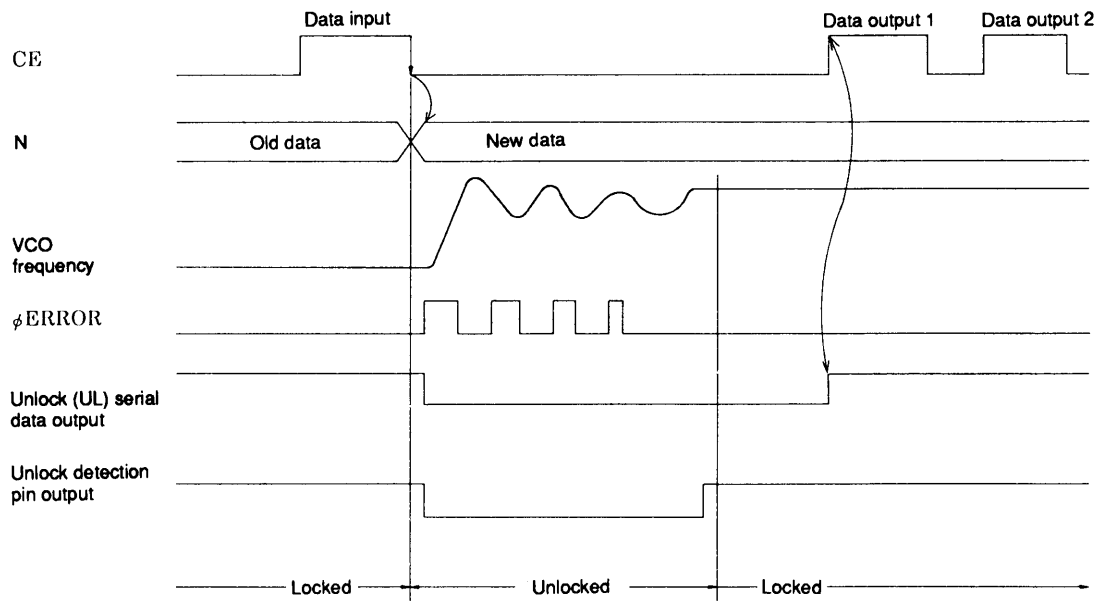 Data input
Data output 1
Data output 2
CE
N
Old data
New data
VCO
frequency
φERROR
Unlock (UL) serial
data output
Unlock detection
pin output
Locked
Unlocked
Locked